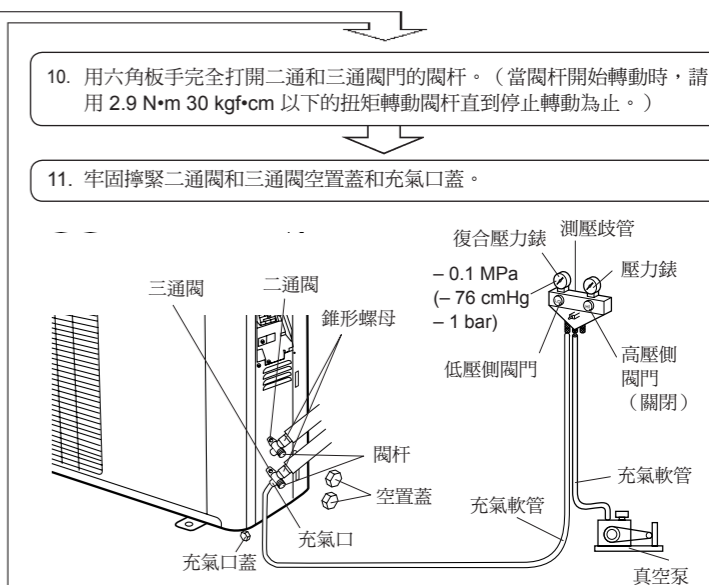 10. 用六角板手完全打開二通和三通閥門的閥杆。（當閥杆開始轉動時，請
用 2.9 N•m 30 kgf•cm 以下的扭矩轉動閥杆直到停止轉動為止。）
11. 牢固擰緊二通閥和三通閥空置蓋和充氣口蓋。
復合壓力錶
測壓歧管
– 0.1 MPa
(– 76 cmHg
– 1 bar)
壓力錶
三通閥
二通閥
錐形螺母
低壓側閥門
高壓側
閥門
（關閉）
閥杆
空置蓋
充氣軟管
充氣軟管
充氣口
充氣口蓋
真空泵